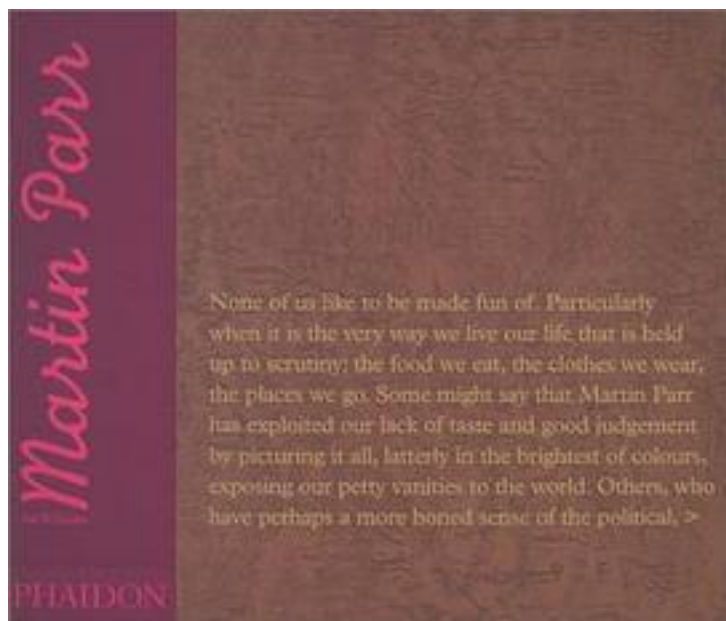 Martin Parr
PHAIDON
None of us like to be made fun of. Particularly
when it is the very way we live our life that is held
up to scrutiny: the food we eat, the clothes we wear,
the places we go. Some might say that Martin Parr
has exploited our lack of taste and good judgement
by picturing it all, latterly in the brightest of colours,
exposing our petty vanities to the world. Others, who
have perhaps a more honed sense of the political, >